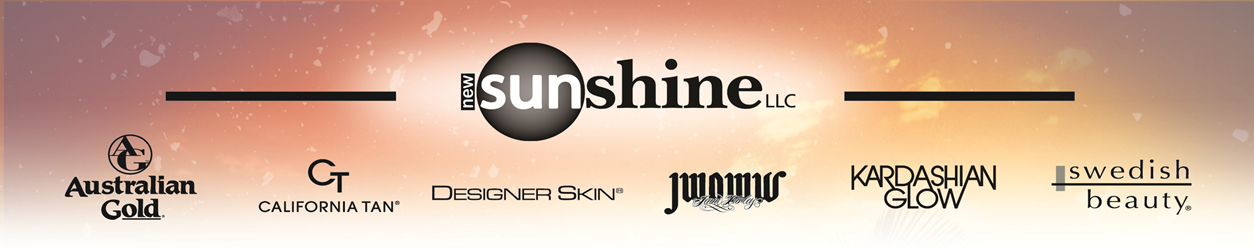 new sunshine LLC
AG
Australian
Gold®
CT
CALIFORNIA TAN®
DESIGNER SKIN®
JWOWW
KARDASHIAN
GLOW
swedish
beauty®